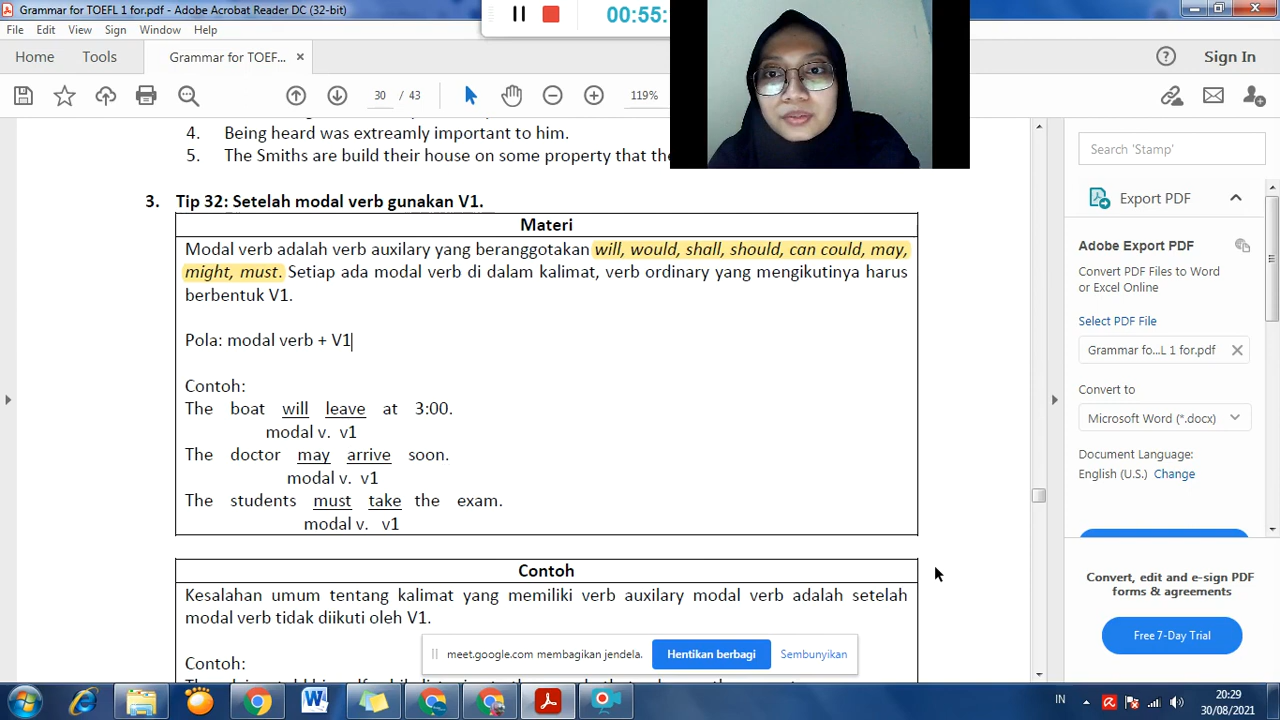 Grammar for TOEFL 1 for.pdf - Adobe Acrobat Reader DC (32-bit)
00:55:
File Edit View Sign Window Help
Home Tools Grammar for TOEF... ×
Sign In
30 / 43
119%
4. Being heard was extreamly important to him.
5. The Smiths are build their house on some property that the
3. Tip 32: Setelah modal verb gunakan V1.
Materi
Modal verb adalah verb auxilary yang beranggotakan will, would, shall, should, can could, may,
might, must. Setiap ada modal verb di dalam kalimat, verb ordinary yang mengikutinya harus
berbentuk V1.
Pola: modal verb + V1
Contoh:
The boat will leave at 3:00.
modal v. v1
The doctor may arrive soon.
modal v. v1
The students must take the exam.
modal v. v1
Contoh
Kesalahan umum tentang kalimat yang memiliki verb auxilary modal verb adalah setelah
modal verb tidak diikuti oleh V1.
Contoh:
meet.google.com membagikan jendela. Hentikan berbagi Sembunyikan
Search 'Stamp'
Export PDF
Adobe Export PDF
Convert PDF Files to Word
or Excel Online
Select PDF File
Grammar fo...L 1 for.pdf
Convert to
Microsoft Word (*.docx)
Document Language:
English (U.S.) Change
Convert, edit and e-sign PDF
forms & agreements
Free 7-Day Trial
IN
20:29
30/08/2021